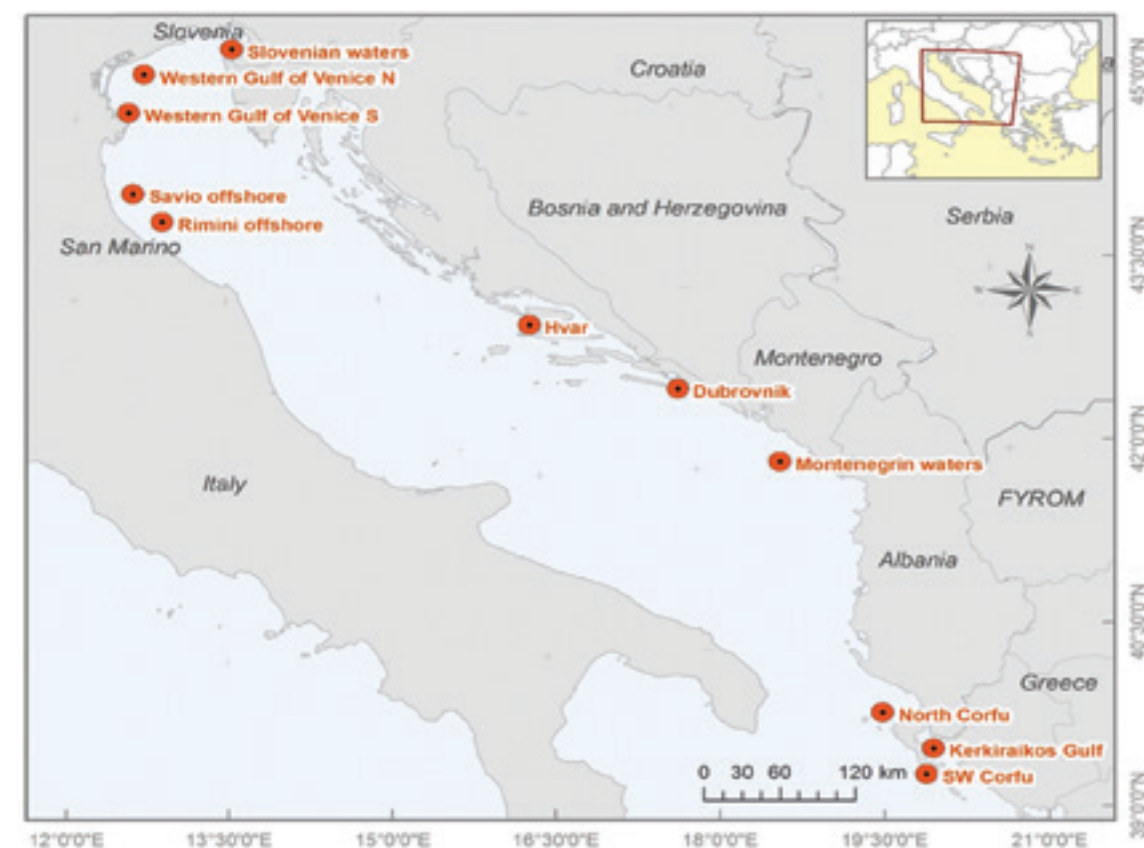 Slovenia
Slovenian waters
Western Gulf of Venice N
Croatia
Western Gulf of Venice S
Savio offshore
Bosnia and Herzegovina
Serbia
Rimini offshore
San Marino
Hvar
Montenegro
Dubrovnik
Montenegrin waters
Italy
FYROM
Albania
Greece
North Corfu
Kerkiraikos Gulf
0 30 60 120 km
SW Corfu
12°0'0"E 13°30'0"E 15°0'0"E 16°30'0"E 18°0'0"E 19°30'0"E 21°0'0"E
45°0'0"N
43°30'0"N
42°0'0"N
40°30'0"N
39°0'0"N